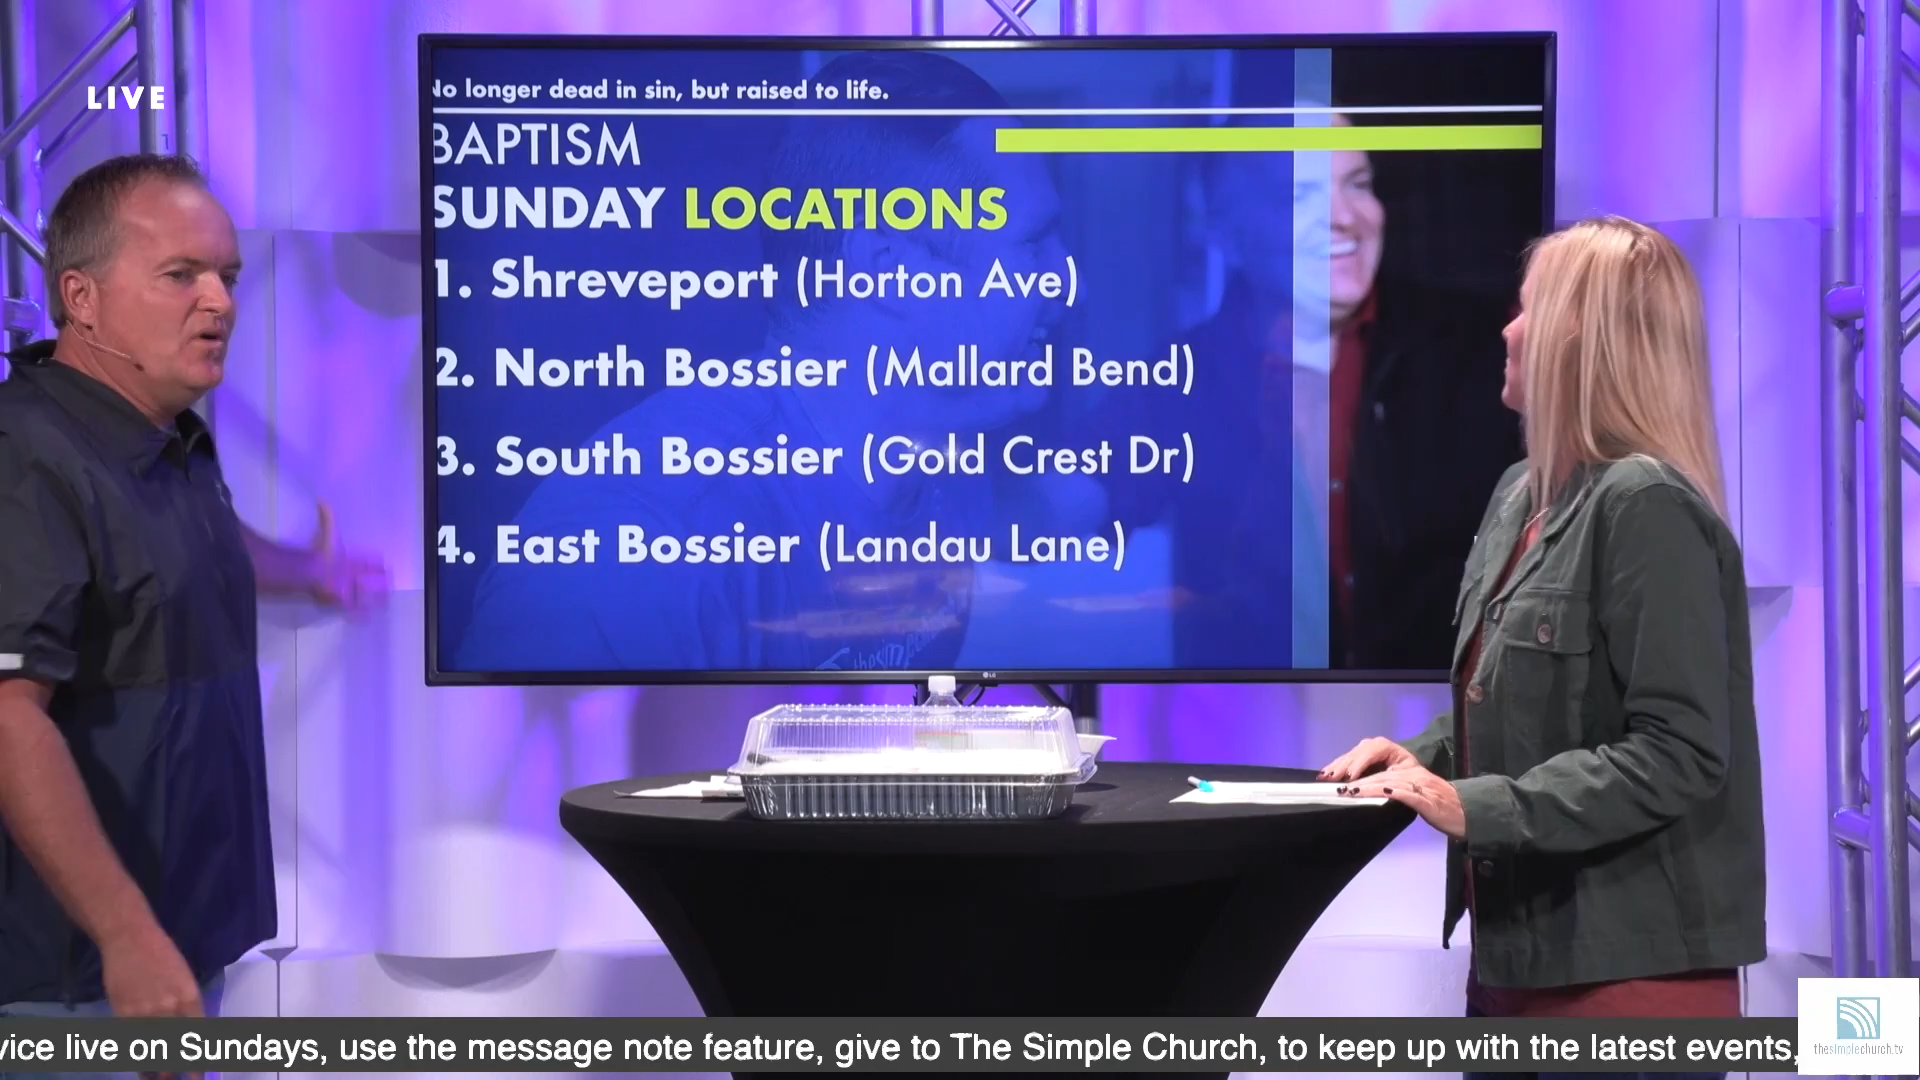 LIVE
No longer dead in sin, but raised to life.
BAPTISM
SUNDAY LOCATIONS
1. Shreveport (Horton Ave)
2. North Bossier (Mallard Bend)
3. South Bossier (Gold Crest Dr)
4. East Bossier (Landau Lane)
LG
vice live on Sundays, use the message note feature, give to The Simple Church, to keep up with the latest events,
thesimplechurch.tv